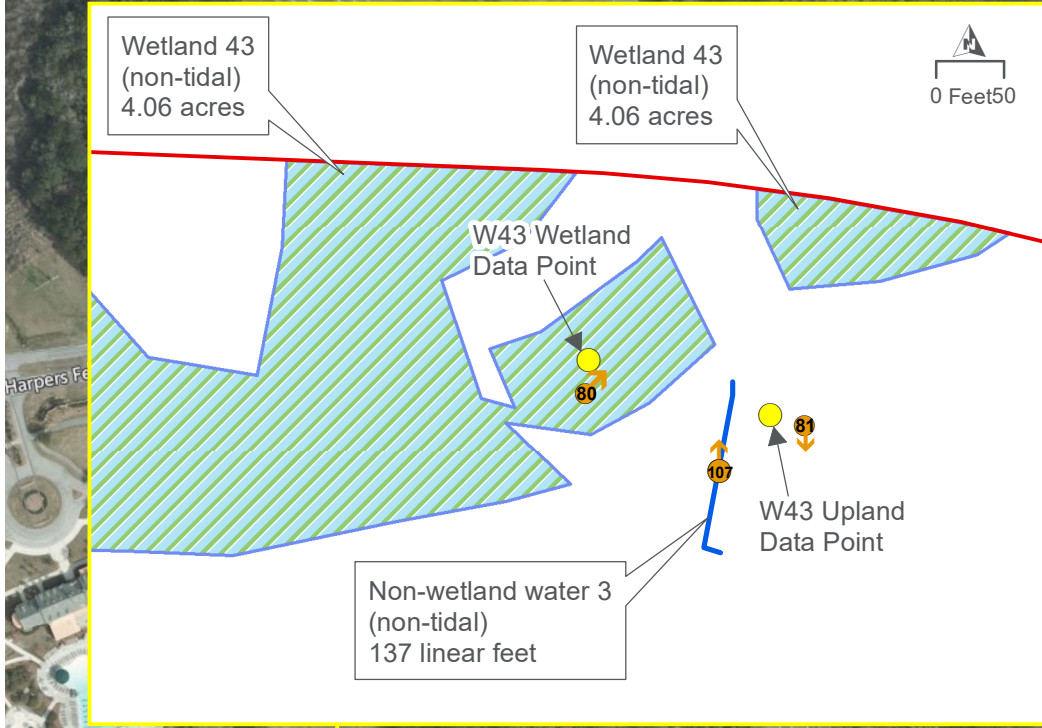 Wetland 43
(non-tidal)
4.06 acres
Wetland 43
(non-tidal)
4.06 acres
N
0 Feet50
W43 Wetland
Data Point
80
81
107
W43 Upland
Data Point
Non-wetland water 3
(non-tidal)
137 linear feet
Harpers